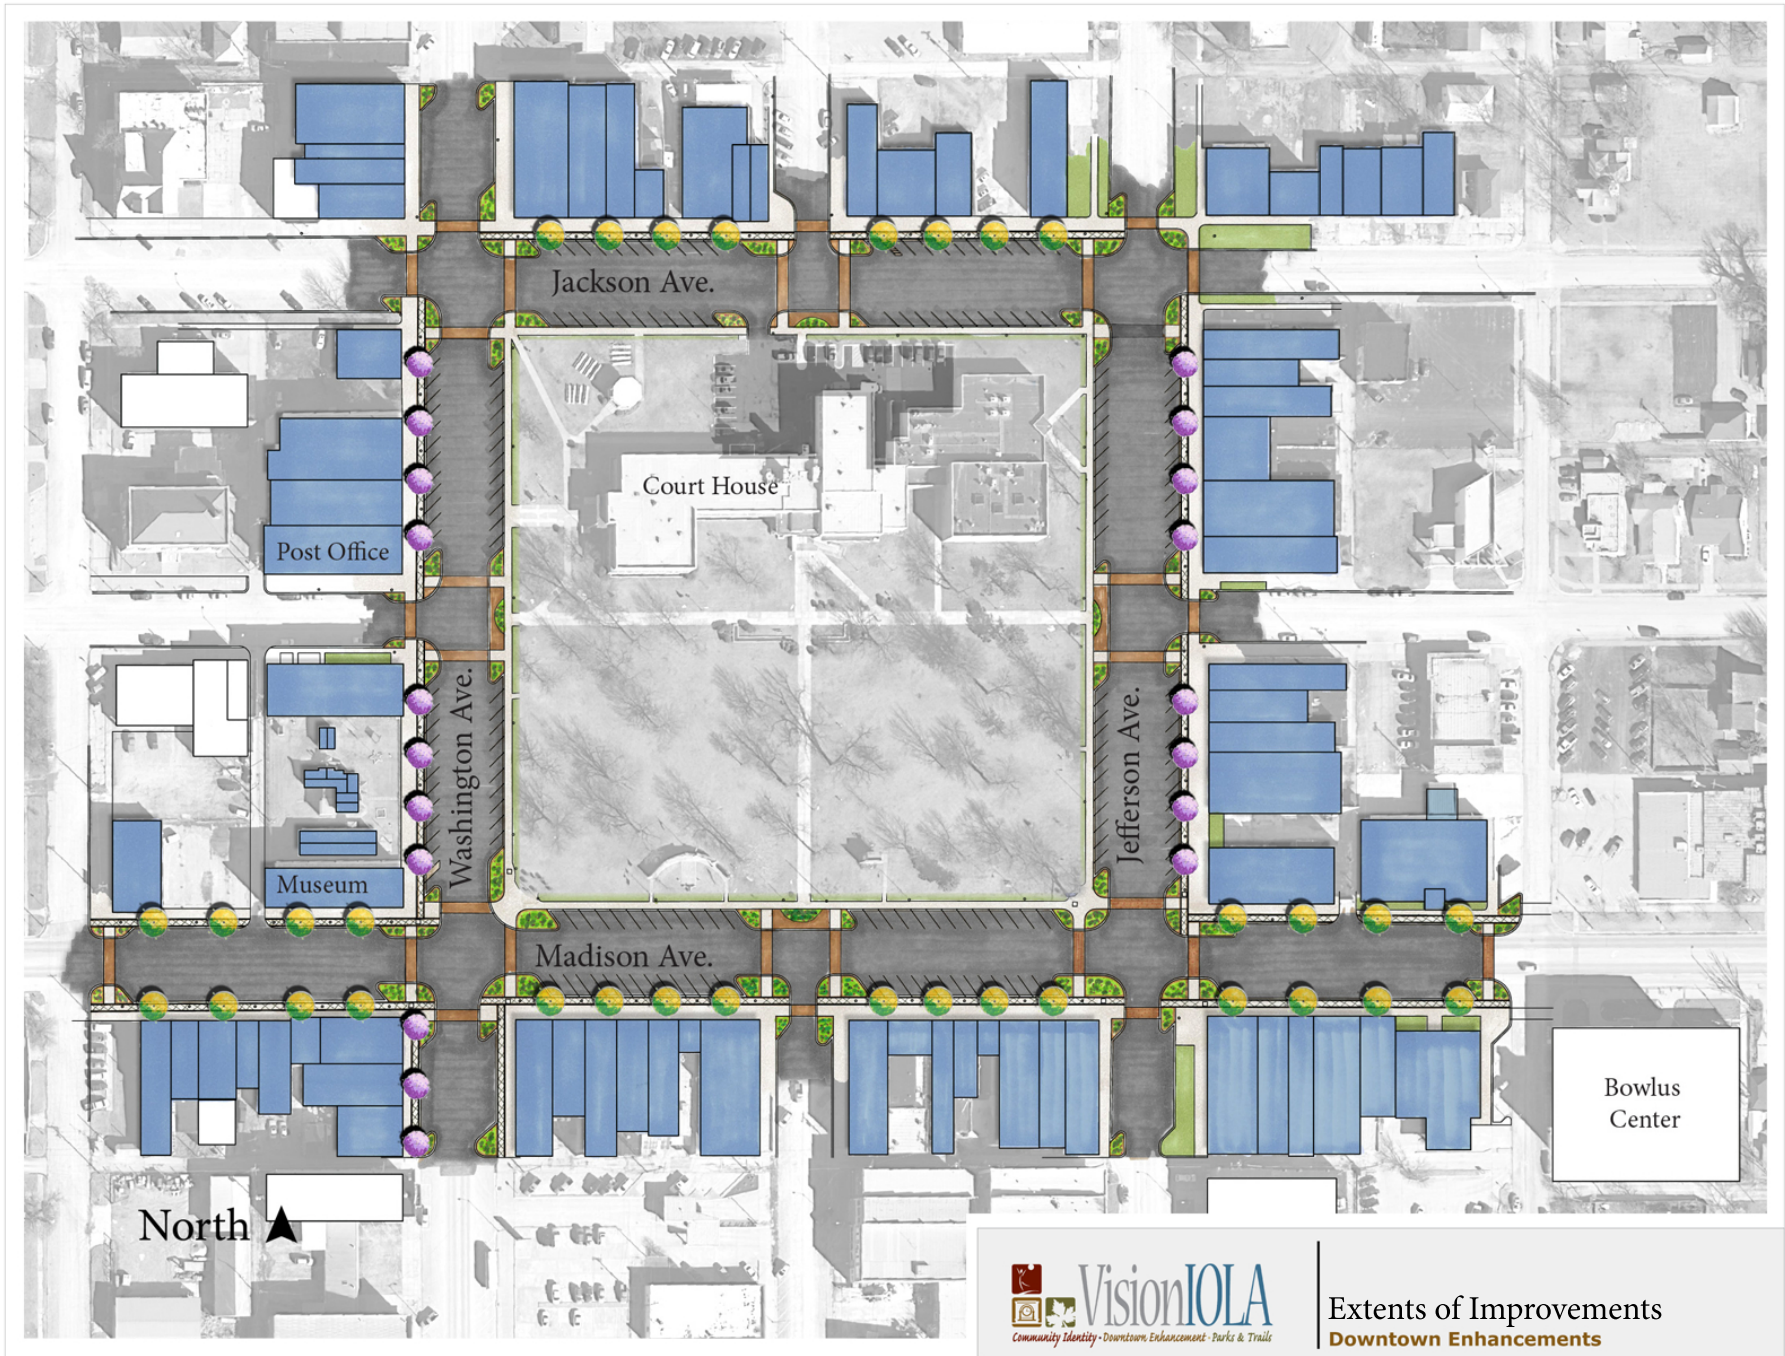 Jackson Ave.
Court House
Post Office
Washington Ave.
Jefferson Ave.
Museum
Madison Ave.
Bowlus
Center
North
VisionIOLA
Community Identity • Downtown Enhancement • Parks & Trails
Extents of Improvements
Downtown Enhancements